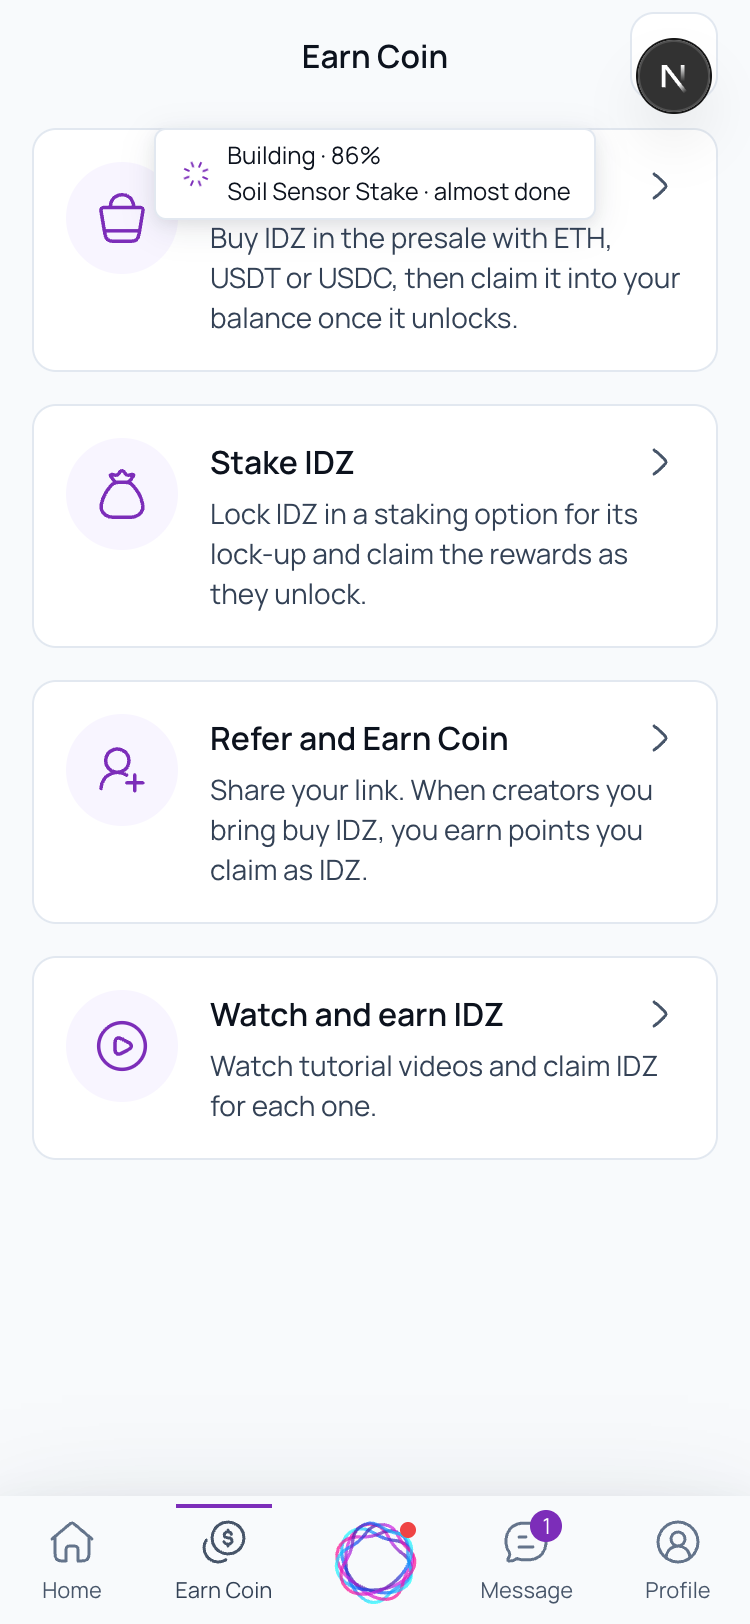 Earn Coin
N
Building · 86%
Soil Sensor Stake · almost done
Buy IDZ in the presale with ETH,
USDT or USDC, then claim it into your
balance once it unlocks.
Stake IDZ
Lock IDZ in a staking option for its
lock-up and claim the rewards as
they unlock.
Refer and Earn Coin
Share your link. When creators you
bring buy IDZ, you earn points you
claim as IDZ.
Watch and earn IDZ
Watch tutorial videos and claim IDZ
for each one.
1
Home
Earn Coin
Message
Profile